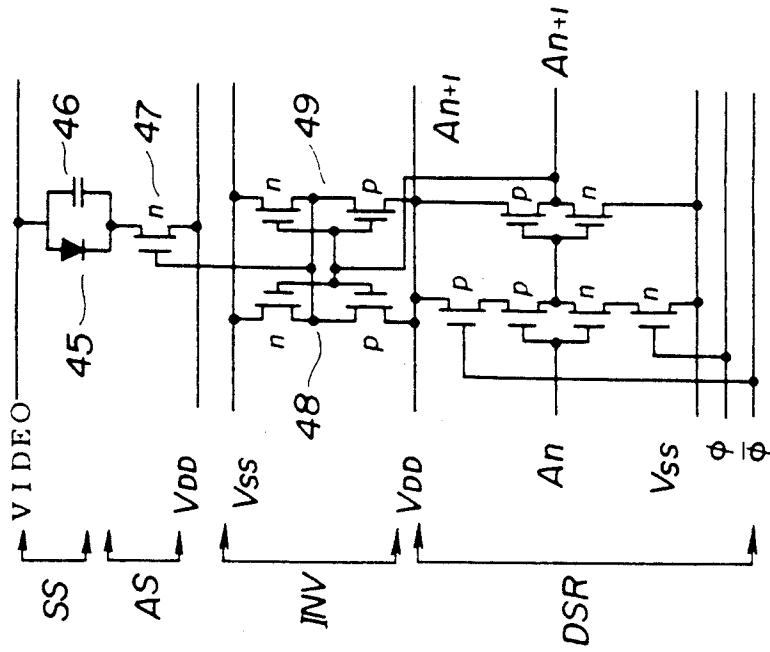 VIDEO
SS
45
46
AS
n
47
VDD
Vss
n
n
INV
48
49
p
p
VDD
An+1
p
p
p
An
An+1
n
n
n
Vss
φ
φ̅
DSR